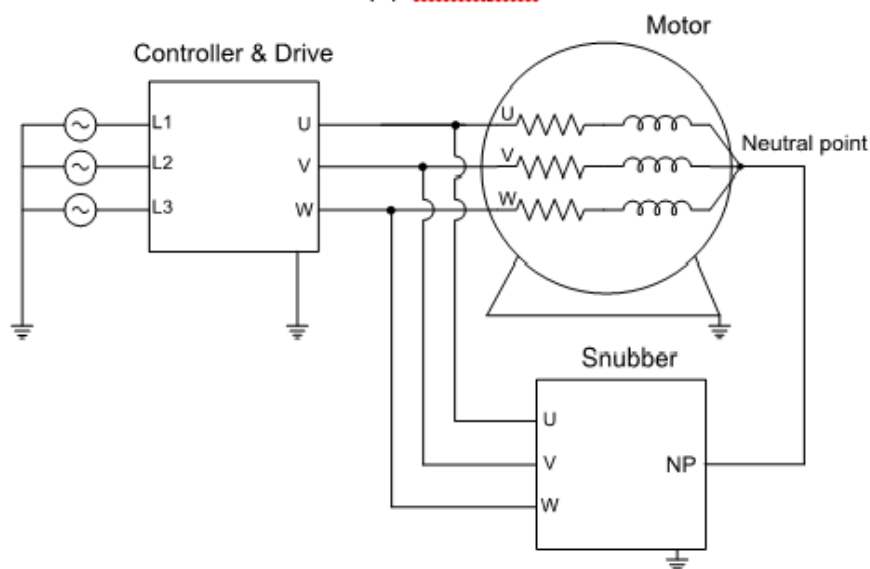 Motor
Controller & Drive
L1
L2
L3
U
V
W
U
V
W
Neutral point
Snubber
U
V
W
NP